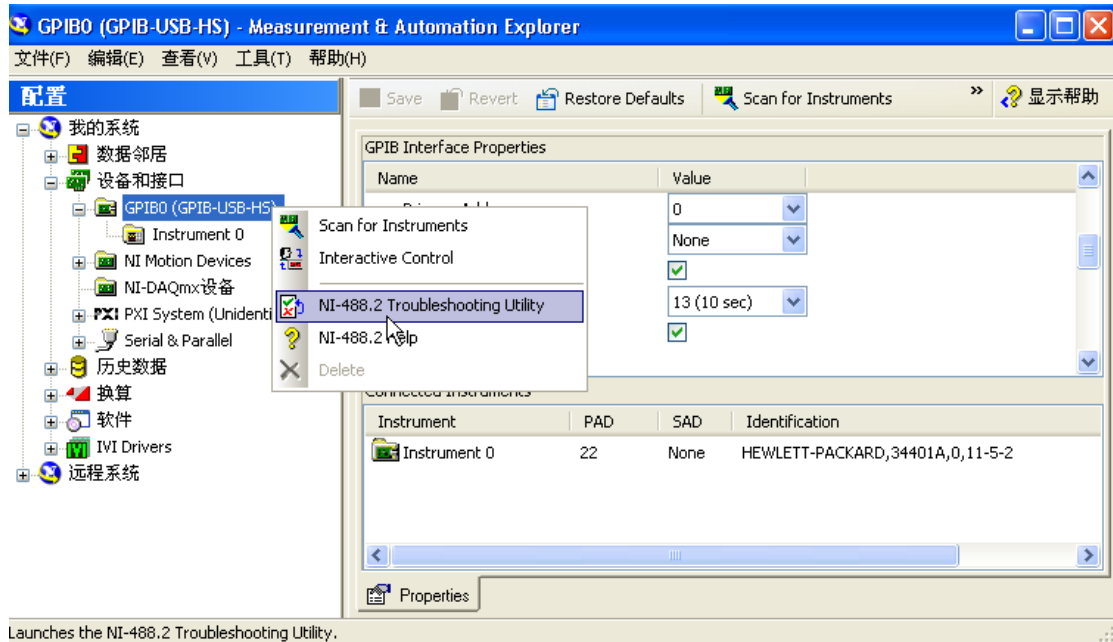 GPIB0 (GPIB-USB-HS) - Measurement & Automation Explorer
文件(F) 编辑(E) 查看(V) 工具(T) 帮助(H)
配置
Save Revert Restore Defaults Scan for Instruments » 显示帮助
我的系统
数据邻居
设备和接口
GPIB0 (GPIB-USB-HS)
Instrument 0
NI Motion Devices
NI-DAQmx设备
PXI PXI System
Serial & Parallel
历史数据
换算
软件
IVI Drivers
远程系统
Scan for Instruments
Interactive Control
NI-488.2 Troubleshooting Utility
NI-488.2 Help
Delete
GPIB Interface Properties
Name Value
0
None
13 (10 sec)
Connected Instruments
Instrument PAD SAD Identification
Instrument 0 22 None HEWLETT-PACKARD,34401A,0,11-5-2
Properties
Launches the NI-488.2 Troubleshooting Utility.